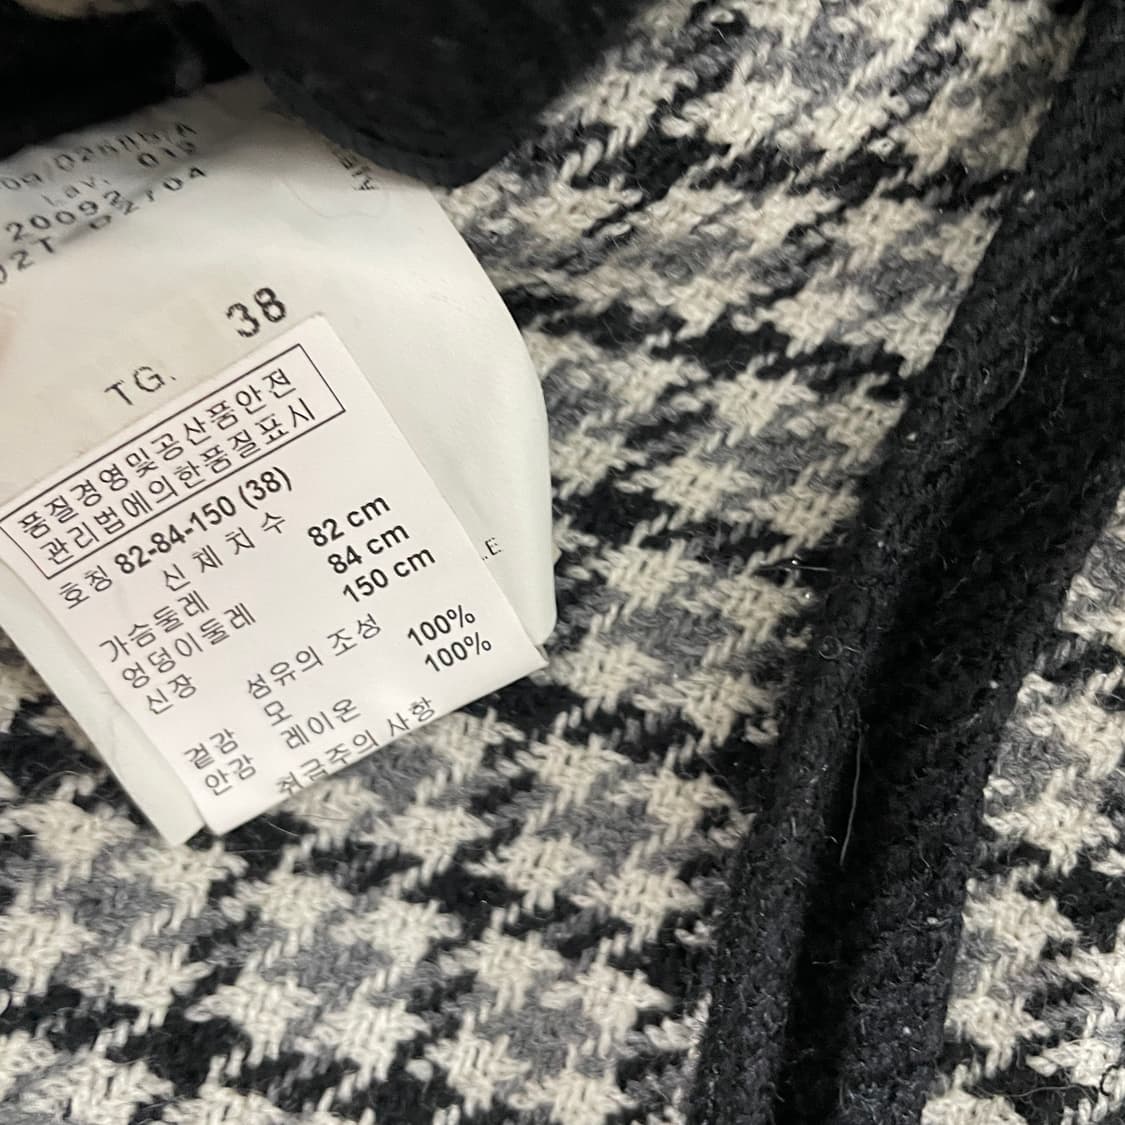 Lav. 012
TG. 38
품질경영및공산품안전
관리법에의한품질표시
호칭 82-84-150 (38)
신 체 치 수
가슴둘레 82 cm
엉덩이둘레 84 cm
신장 150 cm
섬유의 조성
겉감 모 100%
안감 레이온 100%
취급주의 사항